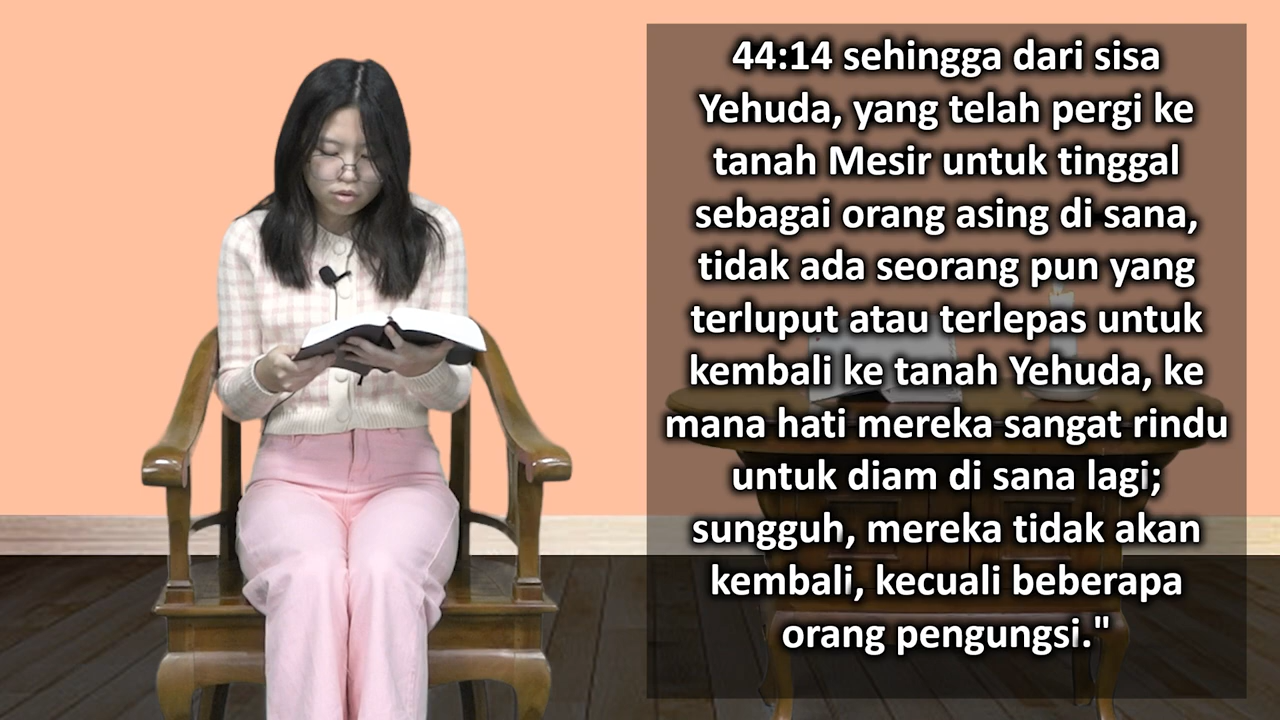 44:14 sehingga dari sisa
Yehuda, yang telah pergi ke
tanah Mesir untuk tinggal
sebagai orang asing di sana,
tidak ada seorang pun yang
terluput atau terlepas untuk
kembali ke tanah Yehuda, ke
mana hati mereka sangat rindu
untuk diam di sana lagi;
sungguh, mereka tidak akan
kembali, kecuali beberapa
orang pengungsi."